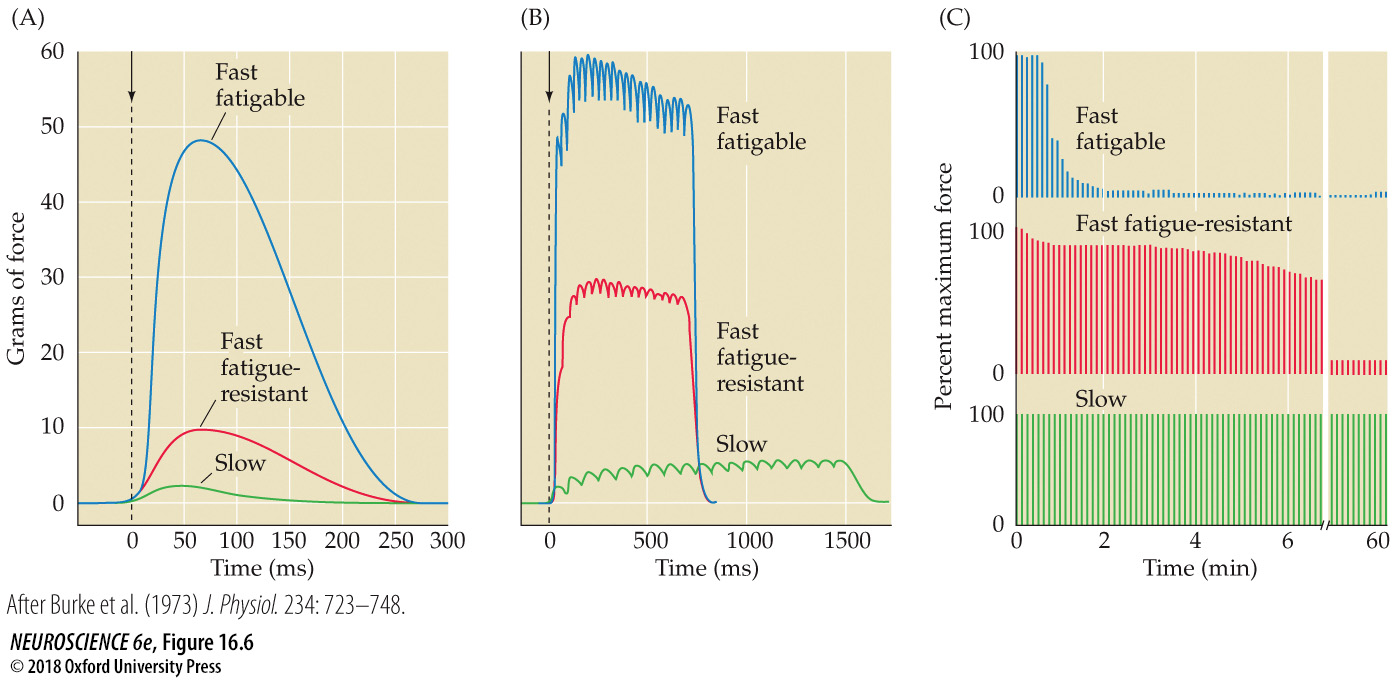 (A)
Grams of force
60
50
40
30
20
10
0
Fast
fatigable
Fast
fatigue-
resistant
Slow
0 50 100 150 200 250 300
Time (ms)
(B)
Fast
fatigable
Fast
fatigue-
resistant
Slow
0 500 1000 1500
Time (ms)
(C)
Percent maximum force
100
Fast
fatigable
0
Fast fatigue-resistant
100
0
Slow
100
0
0 2 4 6 60
Time (min)
After Burke et al. (1973) J. Physiol. 234: 723–748.
NEUROSCIENCE 6e, Figure 16.6
© 2018 Oxford University Press